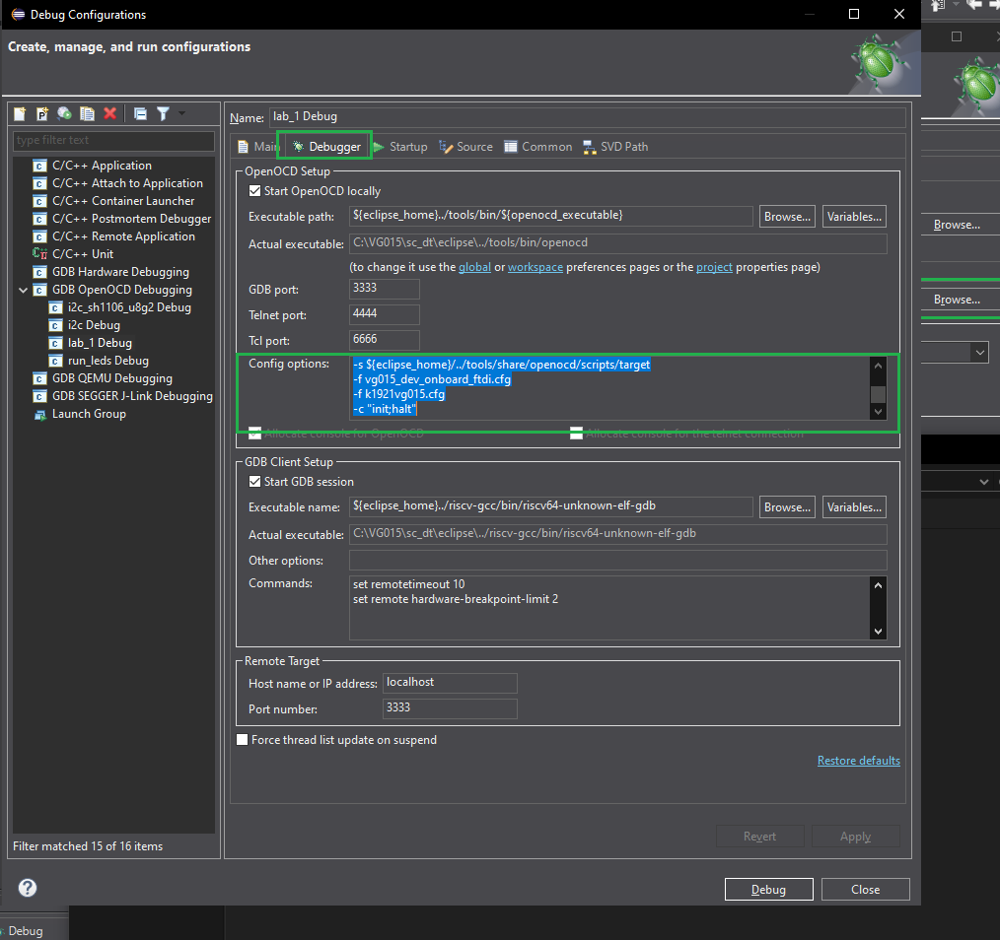 Debug Configurations
Create, manage, and run configurations
type filter text
C/C++ Application
C/C++ Attach to Application
C/C++ Container Launcher
C/C++ Postmortem Debugger
C/C++ Remote Application
C/C++ Unit
GDB Hardware Debugging
GDB OpenOCD Debugging
i2c_sh1106_u8g2 Debug
i2c Debug
lab_1 Debug
run_leds Debug
GDB QEMU Debugging
GDB SEGGER J-Link Debugging
Launch Group
Filter matched 15 of 16 items
Name: lab_1 Debug
Main Debugger Startup Source Common SVD Path
OpenOCD Setup
Start OpenOCD locally
Executable path: ${eclipse_home}../tools/bin/${openocd_executable} Browse... Variables...
Actual executable: C:\VG015\sc_dt\eclipse\../tools/bin/openocd
(to change it use the global or workspace preferences pages or the project properties page)
GDB port: 3333
Telnet port: 4444
Tcl port: 6666
Config options: -s ${eclipse_home}/../tools/share/openocd/scripts/target
-f vg015_dev_onboard_ftdi.cfg
-f k1921vg015.cfg
-c "init;halt"
Allocate console for OpenOCD Allocate console for the telnet connection
GDB Client Setup
Start GDB session
Executable name: ${eclipse_home}../riscv-gcc/bin/riscv64-unknown-elf-gdb Browse... Variables...
Actual executable: C:\VG015\sc_dt\eclipse\../riscv-gcc/bin/riscv64-unknown-elf-gdb
Other options:
Commands: set remotetimeout 10
set remote hardware-breakpoint-limit 2
Remote Target
Host name or IP address: localhost
Port number: 3333
Force thread list update on suspend
Restore defaults
Revert Apply
Debug Close
Browse...
Browse...
Debug